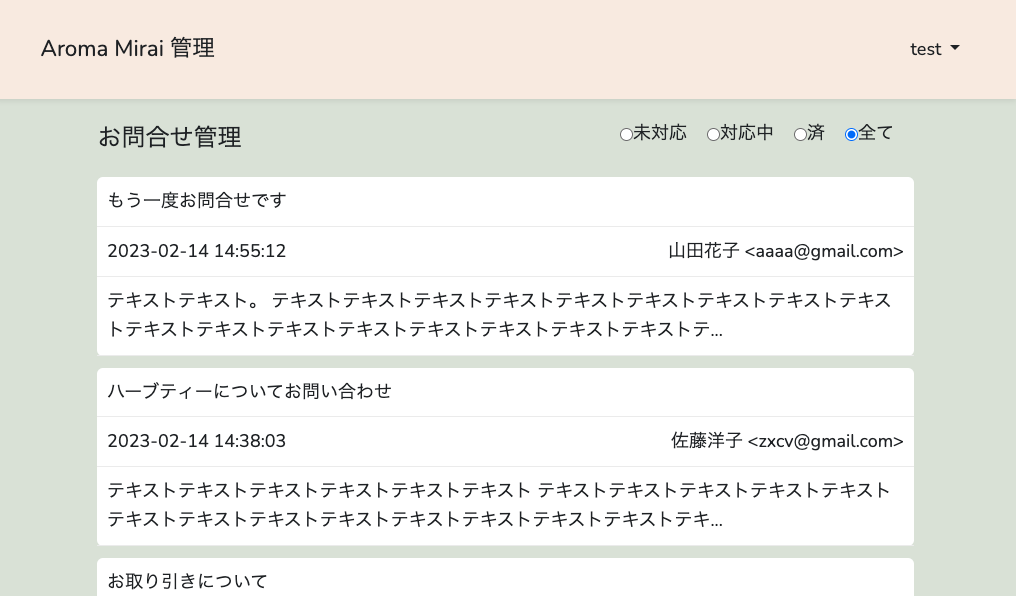 Aroma Mirai 管理
test
お問合せ管理
未対応 対応中 済 全て
もう一度お問合せです
2023-02-14 14:55:12
山田花子 <aaaa@gmail.com>
テキストテキスト。 テキストテキストテキストテキストテキストテキストテキストテキストテキス
トテキストテキストテキストテキストテキストテキストテキストテキストテ...
ハーブティーについてお問い合わせ
2023-02-14 14:38:03
佐藤洋子 <zxcv@gmail.com>
テキストテキストテキストテキストテキストテキスト テキストテキストテキストテキストテキスト
テキストテキストテキストテキストテキストテキストテキストテキストテキ...
お取り引きについて